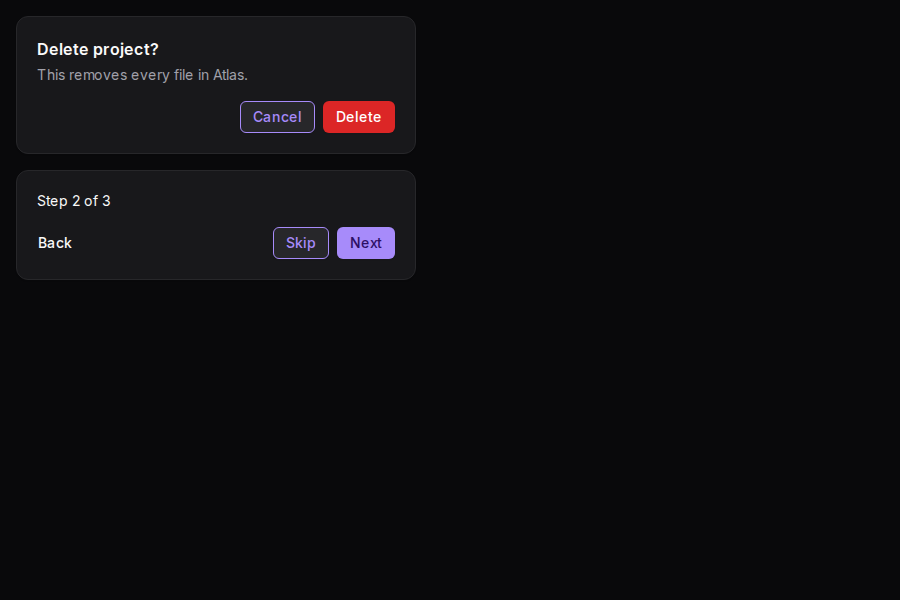 Delete project?
This removes every file in Atlas.
Cancel Delete
Step 2 of 3
Back Skip Next